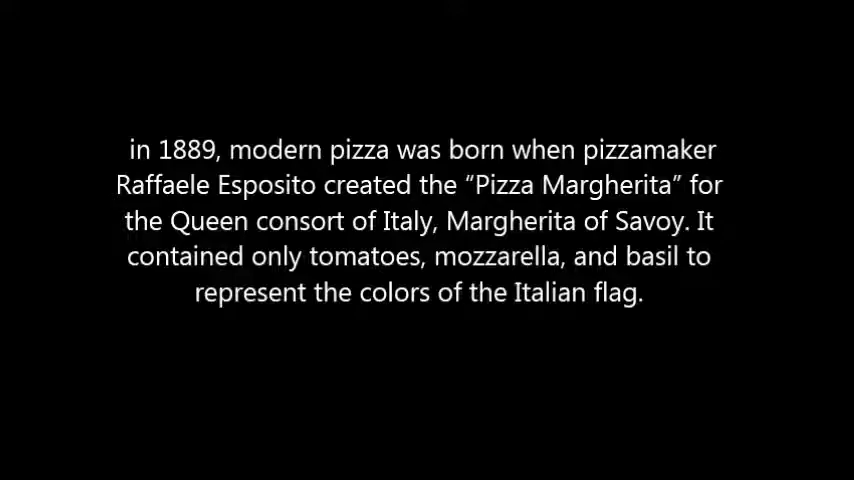 in 1889, modern pizza was born when pizzamaker
Raffaele Esposito created the “Pizza Margherita” for
the Queen consort of Italy, Margherita of Savoy. It
contained only tomatoes, mozzarella, and basil to
represent the colors of the Italian flag.